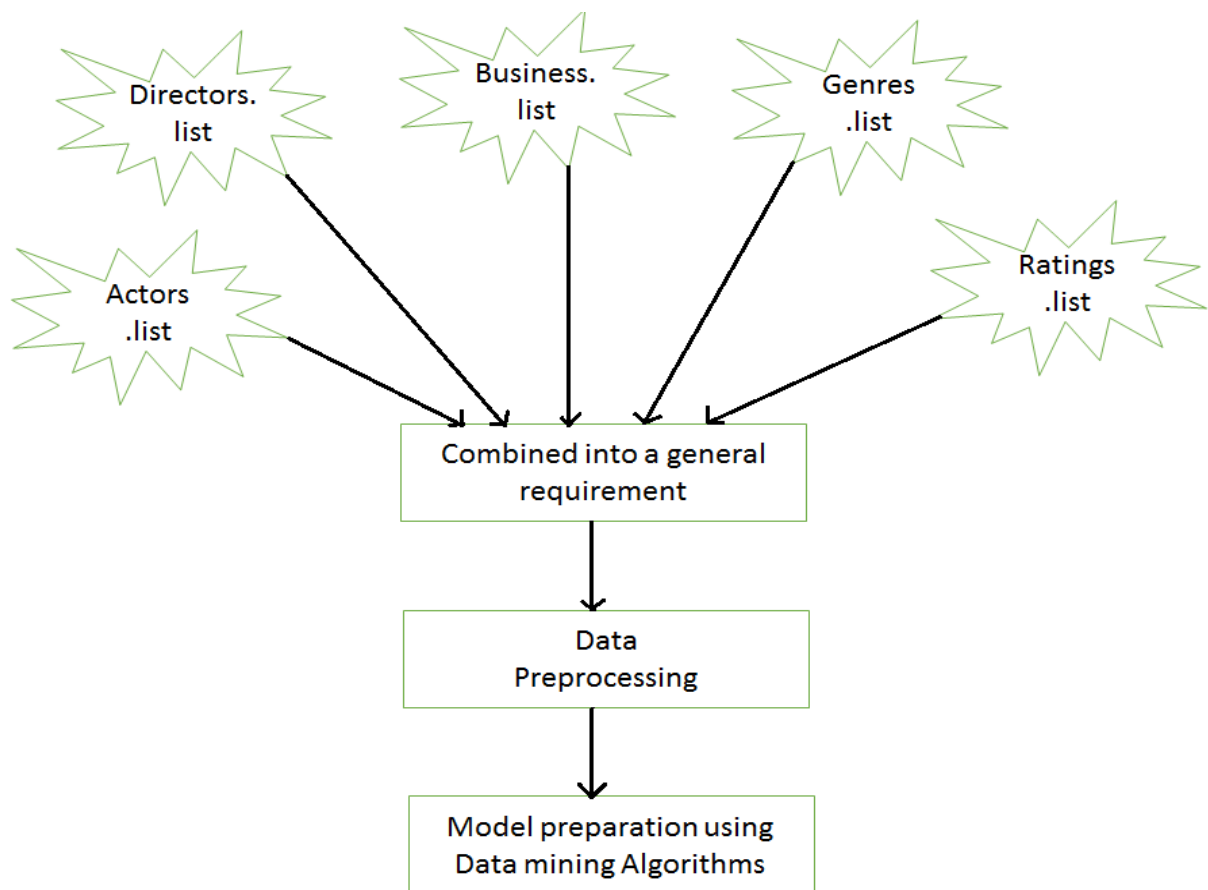 Directors.
list
Business.
list
Genres
.list
Actors
.list
Ratings
.list
Combined into a general
requirement
Data
Preprocessing
Model preparation using
Data mining Algorithms